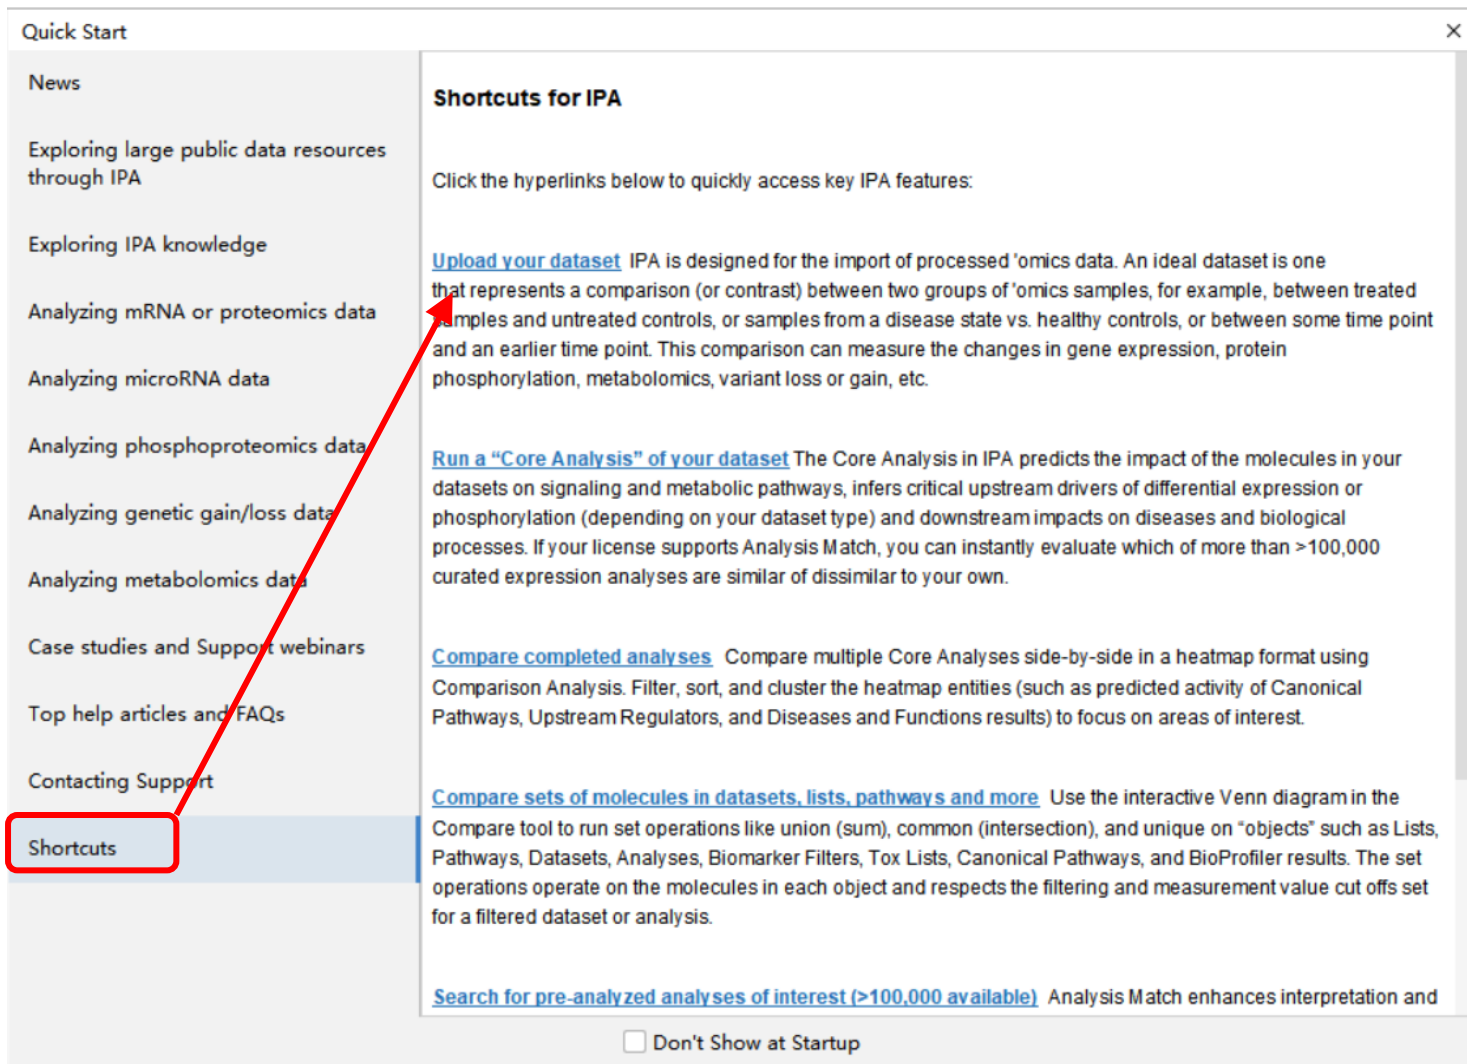 Quick Start
News
Exploring large public data resources
through IPA
Exploring IPA knowledge
Analyzing mRNA or proteomics data
Analyzing microRNA data
Analyzing phosphoproteomics data
Analyzing genetic gain/loss data
Analyzing metabolomics data
Case studies and Support webinars
Top help articles and FAQs
Contacting Support
Shortcuts
Shortcuts for IPA
Click the hyperlinks below to quickly access key IPA features:
Upload your dataset IPA is designed for the import of processed 'omics data. An ideal dataset is one
that represents a comparison (or contrast) between two groups of 'omics samples, for example, between treated
samples and untreated controls, or samples from a disease state vs. healthy controls, or between some time point
and an earlier time point. This comparison can measure the changes in gene expression, protein
phosphorylation, metabolomics, variant loss or gain, etc.
Run a “Core Analysis” of your dataset The Core Analysis in IPA predicts the impact of the molecules in your
datasets on signaling and metabolic pathways, infers critical upstream drivers of differential expression or
phosphorylation (depending on your dataset type) and downstream impacts on diseases and biological
processes. If your license supports Analysis Match, you can instantly evaluate which of more than >100,000
curated expression analyses are similar of dissimilar to your own.
Compare completed analyses Compare multiple Core Analyses side-by-side in a heatmap format using
Comparison Analysis. Filter, sort, and cluster the heatmap entities (such as predicted activity of Canonical
Pathways, Upstream Regulators, and Diseases and Functions results) to focus on areas of interest.
Compare sets of molecules in datasets, lists, pathways and more Use the interactive Venn diagram in the
Compare tool to run set operations like union (sum), common (intersection), and unique on “objects” such as Lists,
Pathways, Datasets, Analyses, Biomarker Filters, Tox Lists, Canonical Pathways, and BioProfiler results. The set
operations operate on the molecules in each object and respects the filtering and measurement value cut offs set
for a filtered dataset or analysis.
Search for pre-analyzed analyses of interest (>100,000 available) Analysis Match enhances interpretation and
Don't Show at Startup